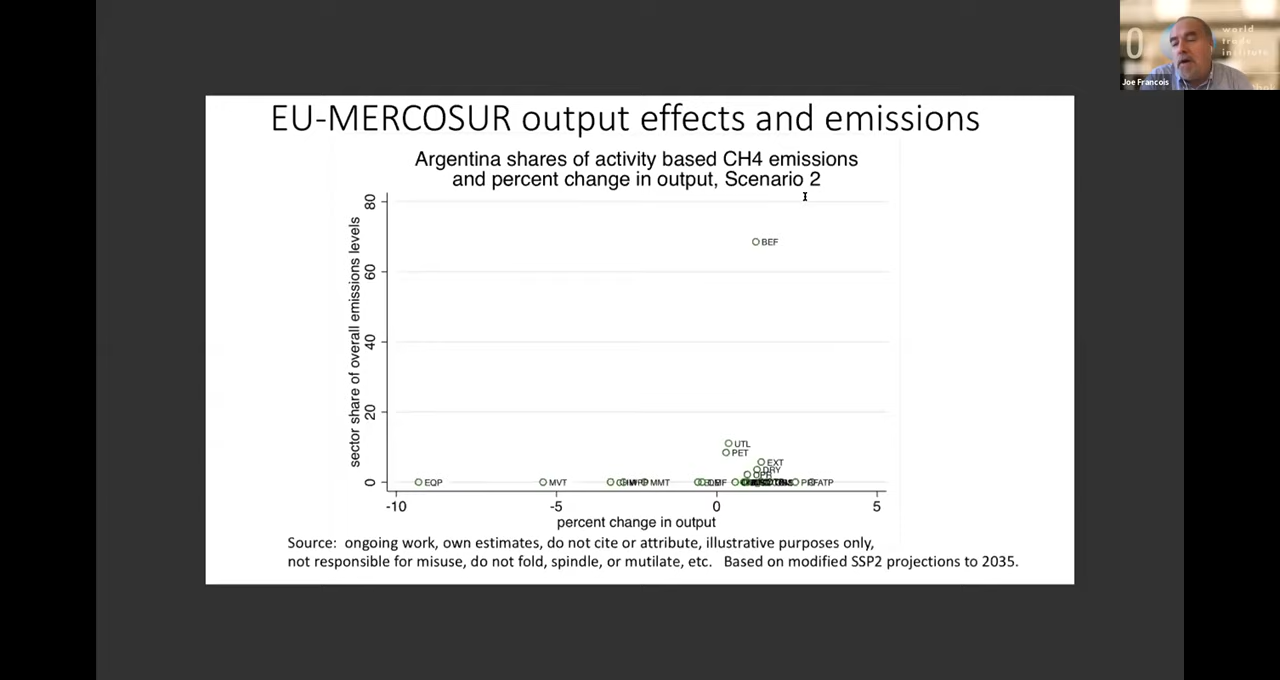 EU-MERCOSUR output effects and emissions
Argentina shares of activity based CH4 emissions
and percent change in output, Scenario 2
sector share of overall emissions levels
80
60
40
20
0
BEF
UTL
PET
EXT
DRY
EQP
MVT
MMT
-10
-5
0
5
percent change in output
Source: ongoing work, own estimates, do not cite or attribute, illustrative purposes only,
not responsible for misuse, do not fold, spindle, or mutilate, etc. Based on modified SSP2 projections to 2035.
world
trade
institute
Joe Francois